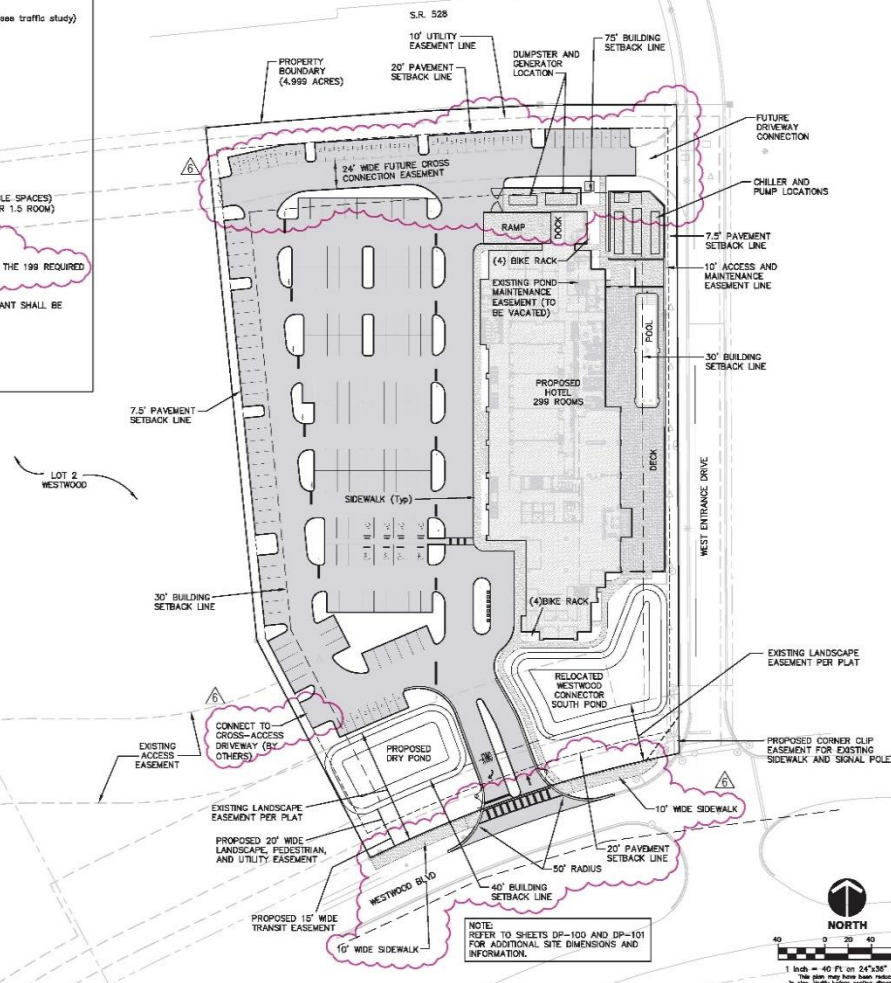 see traffic study)
LE SPACES)
R 1.5 ROOM)
THE 199 REQUIRED
ANT SHALL BE
S.R. 528
10' UTILITY
EASEMENT LINE
75' BUILDING
SETBACK LINE
DUMPSTER AND
GENERATOR
LOCATION
PROPERTY
BOUNDARY
(4.999 ACRES)
20' PAVEMENT
SETBACK LINE
FUTURE
DRIVEWAY
CONNECTION
6
24' WIDE FUTURE CROSS
CONNECTION EASEMENT
CHILLER AND
PUMP LOCATIONS
RAMP
DOCK
7.5' PAVEMENT
SETBACK LINE
(4) BIKE RACK
10' ACCESS AND
MAINTENANCE
EASEMENT LINE
EXISTING POND
MAINTENANCE
EASEMENT (TO
BE VACATED)
POOL
30' BUILDING
SETBACK LINE
PROPOSED
HOTEL
299 ROOMS
7.5' PAVEMENT
SETBACK LINE
DECK
LOT 2
WESTWOOD
SIDEWALK (Typ)
WEST ENTRANCE DRIVE
30' BUILDING
SETBACK LINE
(4)BIKE RACK
EXISTING LANDSCAPE
EASEMENT PER PLAT
RELOCATED
WESTWOOD
CONNECTOR
SOUTH POND
6
CONNECT TO
CROSS-ACCESS
DRIVEWAY (BY
OTHERS)
PROPOSED
DRY POND
PROPOSED CORNER CLIP
EASEMENT FOR EXISTING
SIDEWALK AND SIGNAL POLE
EXISTING
ACCESS
EASEMENT
6
10' WIDE SIDEWALK
EXISTING LANDSCAPE
EASEMENT PER PLAT
PROPOSED 20' WIDE
LANDSCAPE, PEDESTRIAN,
AND UTILITY EASEMENT
20' PAVEMENT
SETBACK LINE
50' RADIUS
WESTWOOD BLVD
40' BUILDING
SETBACK LINE
PROPOSED 15' WIDE
TRANSIT EASEMENT
10' WIDE SIDEWALK
NOTE:
REFER TO SHEETS DP-100 AND DP-101
FOR ADDITIONAL SITE DIMENSIONS AND
INFORMATION.
NORTH
40 0 20 40
1 inch = 40 ft on 24"x36"
This plan may have been reduc